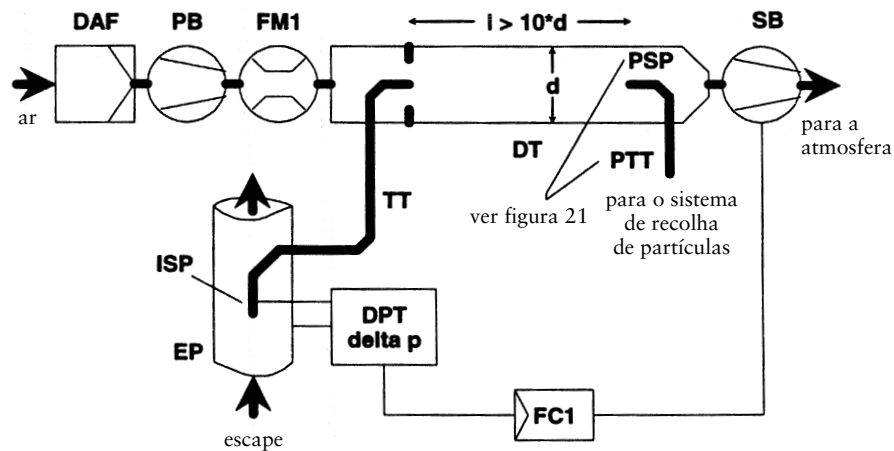 DAF
PB
FM1
l > 10*d
SB
ar
d
PSP
DT
PTT
para a
atmosfera
TT
ver figura 21
para o sistema
de recolha
de partículas
ISP
DPT
delta p
EP
FC1
escape